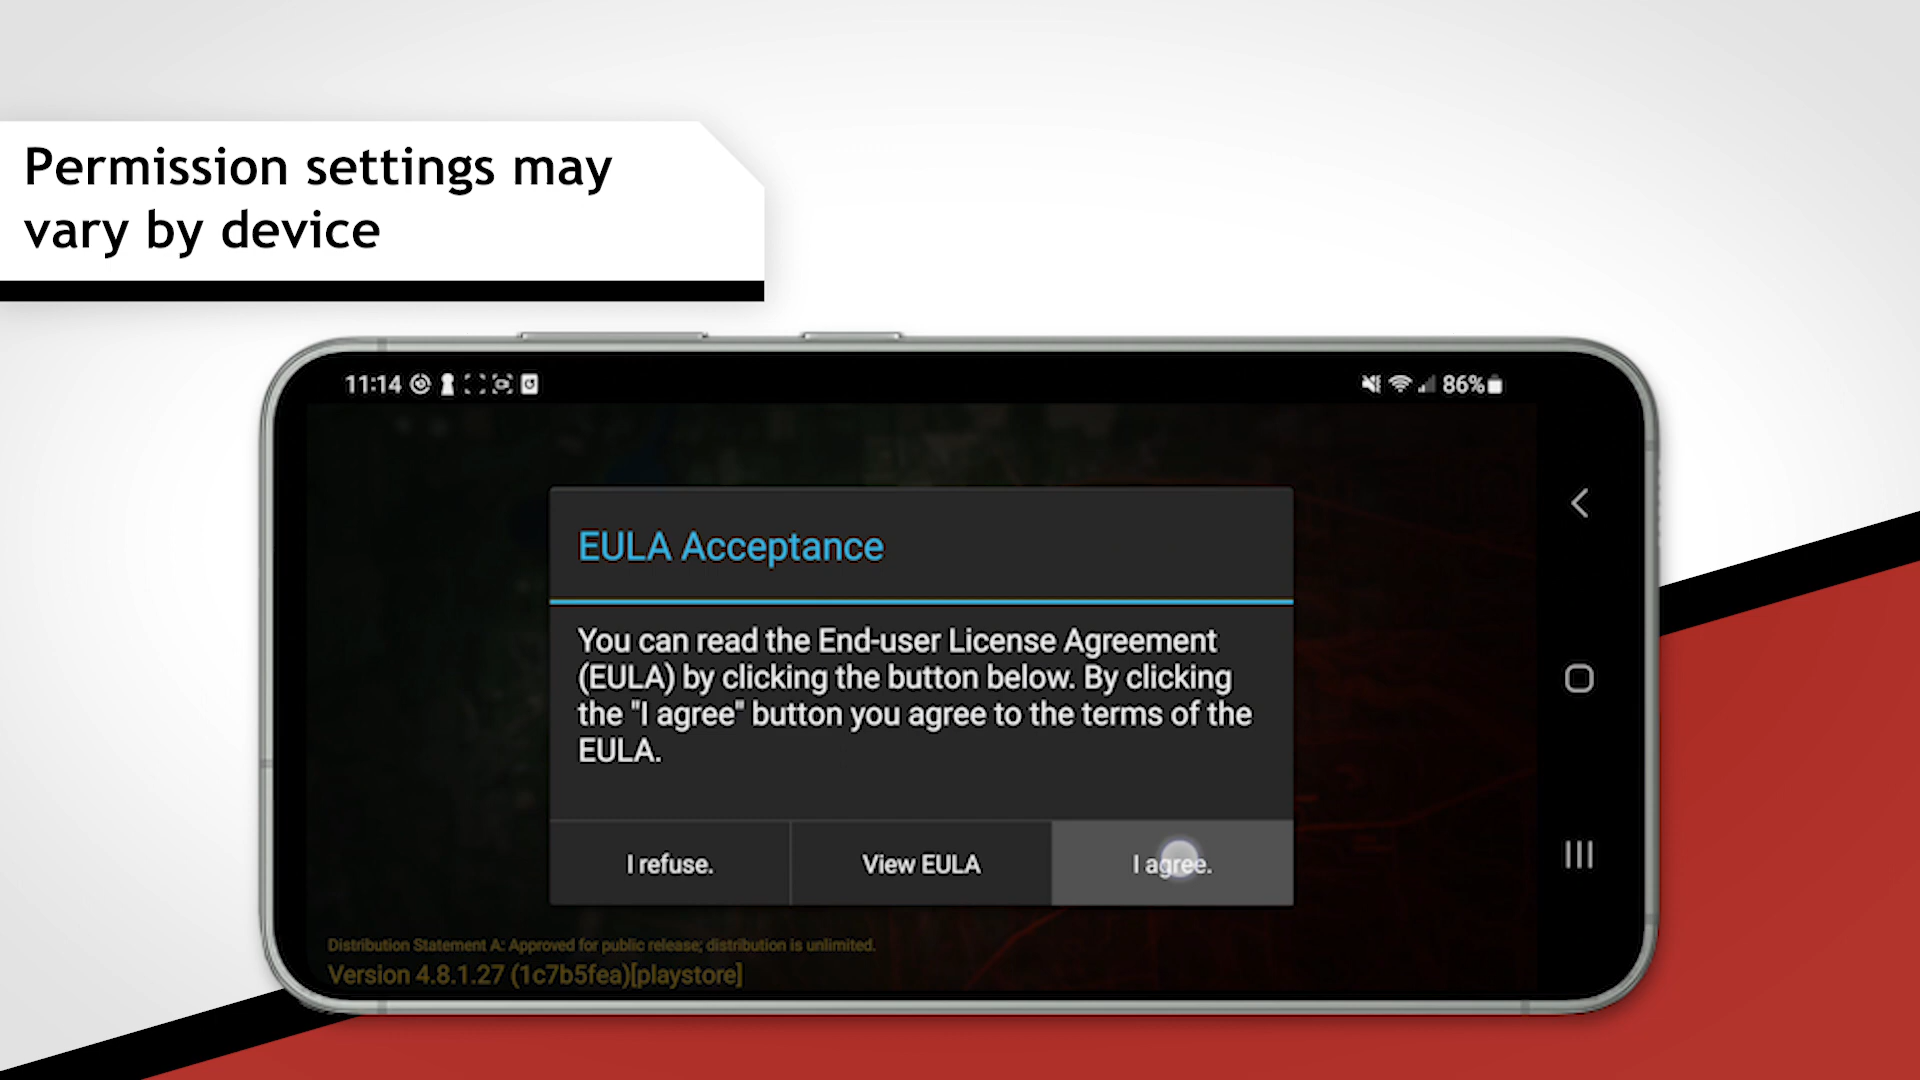 Permission settings may
vary by device
11:14
86%
EULA Acceptance
You can read the End-user License Agreement
(EULA) by clicking the button below. By clicking
the "I agree" button you agree to the terms of the
EULA.
I refuse.
View EULA
I agree.
Distribution Statement A: Approved for public release; distribution is unlimited.
Version 4.8.1.27 (1c7b5fea)[playstore]